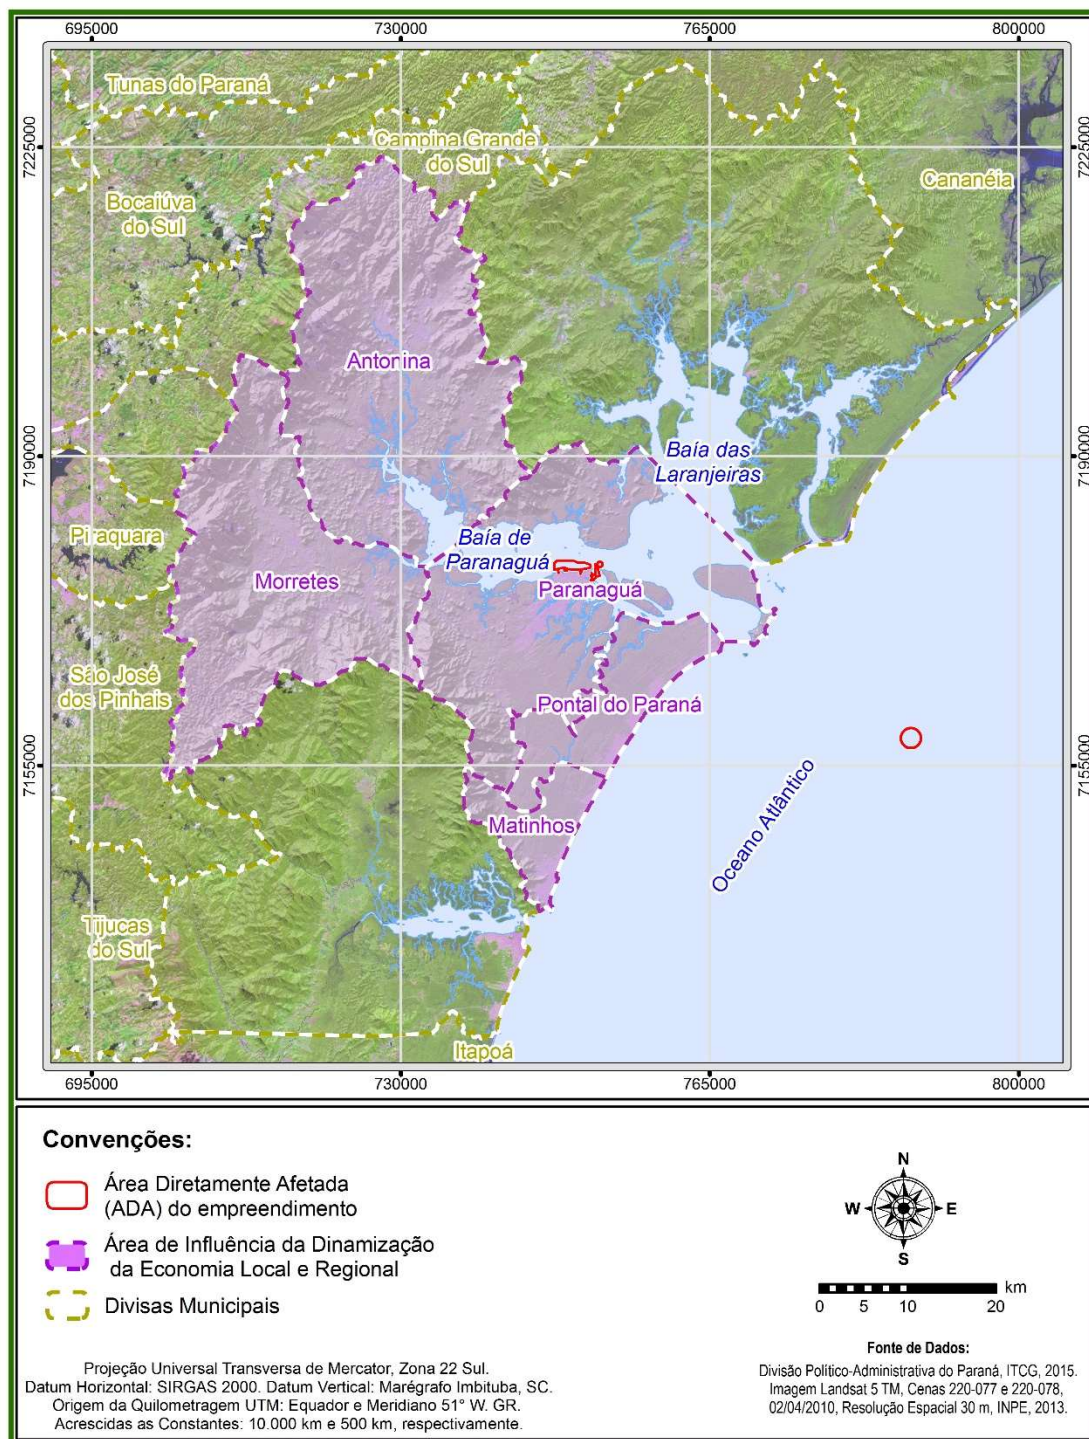 695000
730000
765000
800000
Tunas do Paraná
Campina Grande
do Sul
7225000
7225000
Cananéia
Bocaiúva
do Sul
Antonina
7190000
7190000
Baía das
Laranjeiras
Piraquara
Baía de
Paranaguá
Morretes
Paranaguá
São José
dos Pinhais
Pontal do Paraná
7155000
7155000
Matinhos
Oceano Atlântico
Tijucas
do Sul
Itapoá
695000
730000
765000
800000
Convenções:
Área Diretamente Afetada
(ADA) do empreendimento
Área de Influência da Dinamização
da Economia Local e Regional
Divisas Municipais
N
W
E
S
km
0 5 10 20
Projeção Universal Transversa de Mercator, Zona 22 Sul.
Datum Horizontal: SIRGAS 2000. Datum Vertical: Marégrafo Imbituba, SC.
Origem da Quilometragem UTM: Equador e Meridiano 51° W. GR.
Acrescidas as Constantes: 10.000 km e 500 km, respectivamente.
Fonte de Dados:
Divisão Político-Administrativa do Paraná, ITCG, 2015.
Imagem Landsat 5 TM, Cenas 220-077 e 220-078,
02/04/2010, Resolução Espacial 30 m, INPE, 2013.